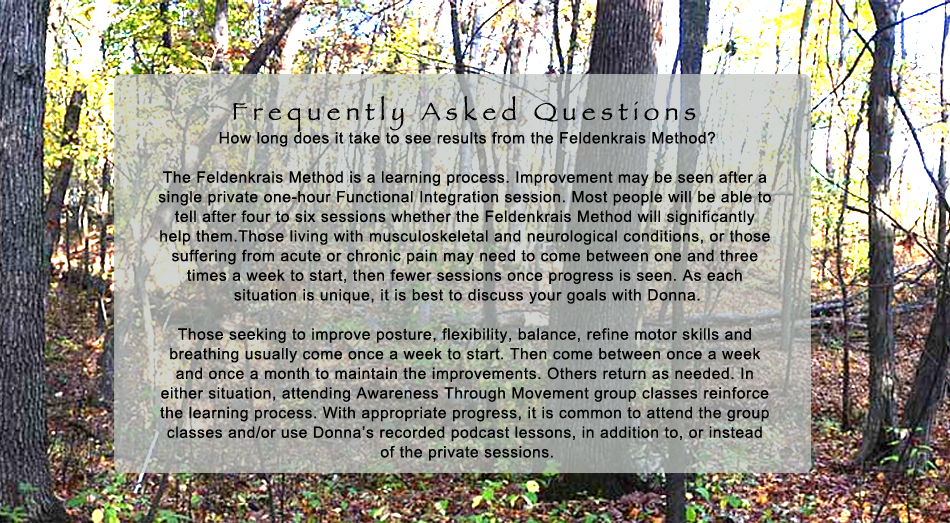 Frequently Asked Questions
How long does it take to see results from the Feldenkrais Method?
The Feldenkrais Method is a learning process. Improvement may be seen after a
single private one-hour Functional Integration session. Most people will be able to
tell after four to six sessions whether the Feldenkrais Method will significantly
help them.Those living with musculoskeletal and neurological conditions, or those
suffering from acute or chronic pain may need to come between one and three
times a week to start, then fewer sessions once progress is seen. As each
situation is unique, it is best to discuss your goals with Donna.
Those seeking to improve posture, flexibility, balance, refine motor skills and
breathing usually come once a week to start. Then come between once a week
and once a month to maintain the improvements. Others return as needed. In
either situation, attending Awareness Through Movement group classes reinforce
the learning process. With appropriate progress, it is common to attend the group
classes and/or use Donna's recorded podcast lessons, in addition to, or instead
of the private sessions.